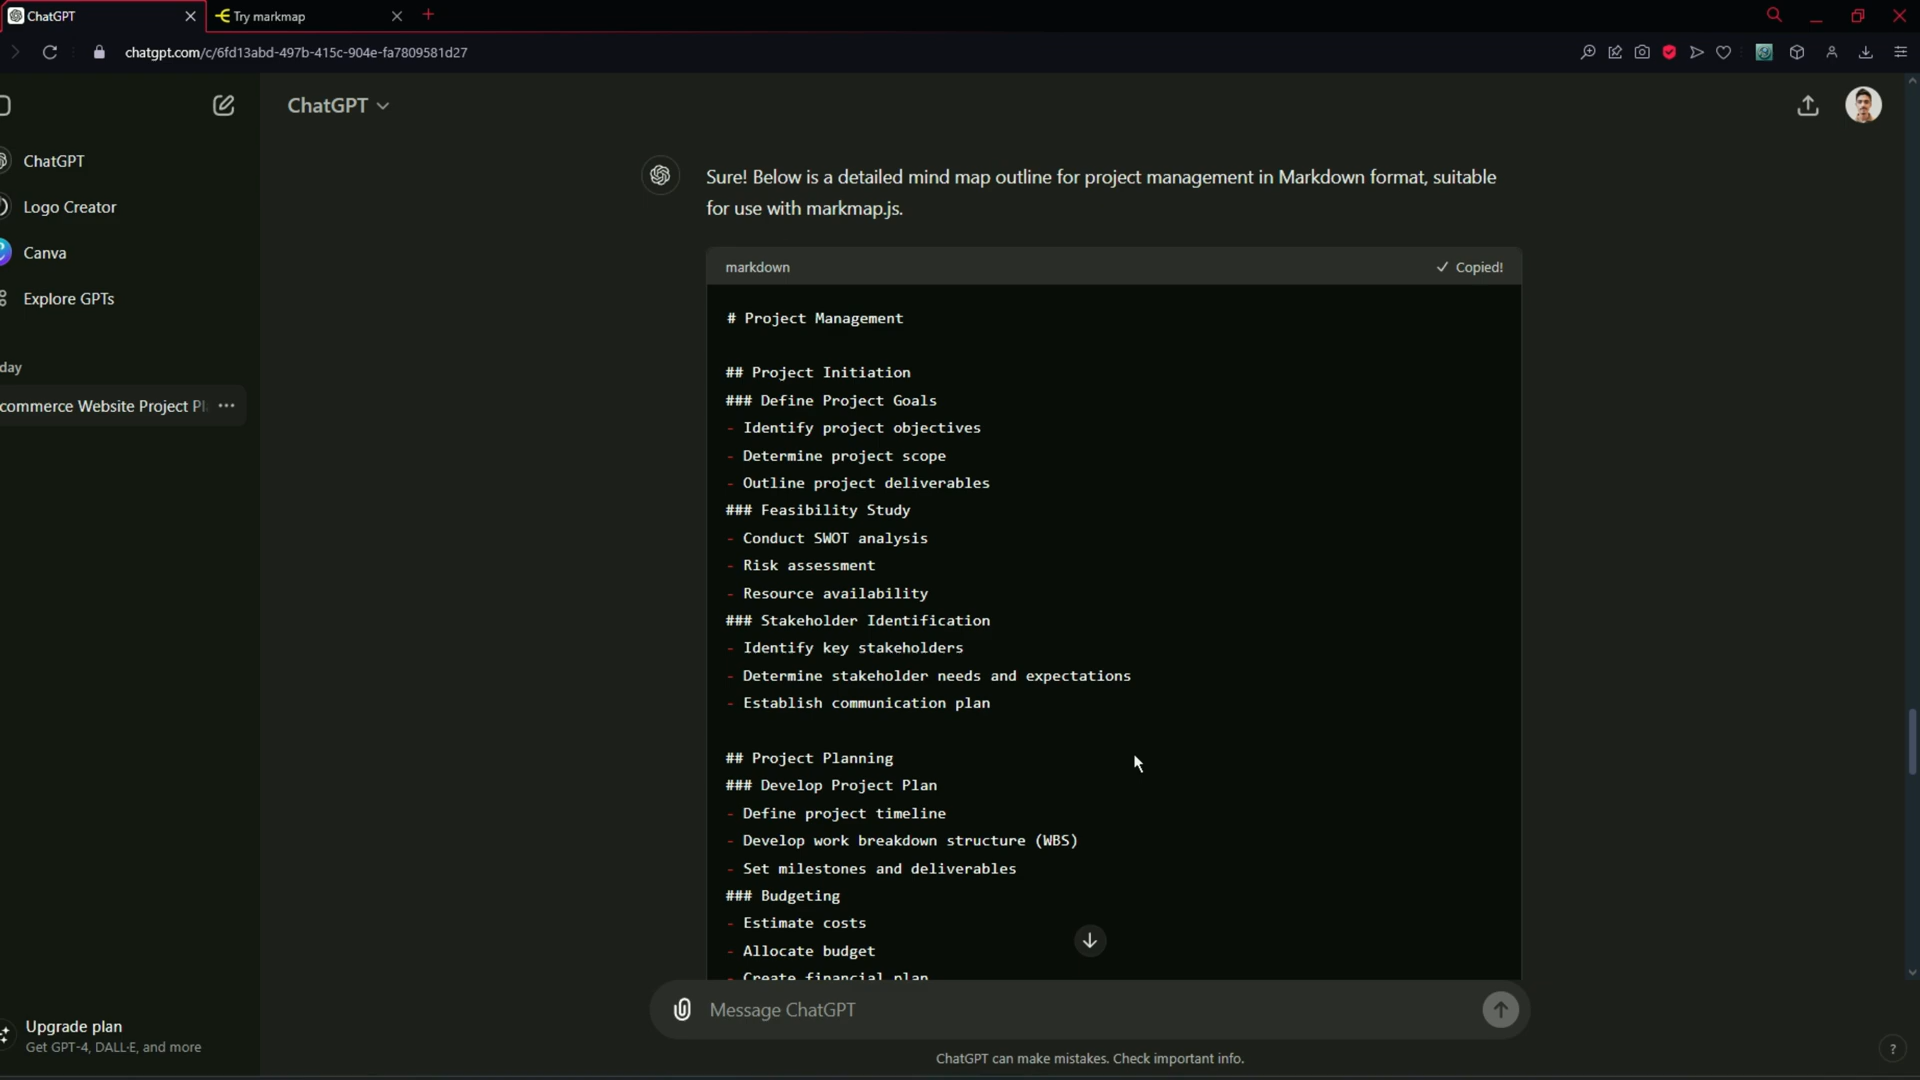 ChatGPT
Try markmap
chatgpt.com/c/6fd13abd-497b-415c-904e-fa7809581d27
ChatGPT
ChatGPT
Logo Creator
Canva
Explore GPTs
day
commerce Website Project Pl
Upgrade plan
Get GPT-4, DALL·E, and more
Sure! Below is a detailed mind map outline for project management in Markdown format, suitable
for use with markmap.js.
markdown
Copied!
# Project Management
## Project Initiation
### Define Project Goals
- Identify project objectives
- Determine project scope
- Outline project deliverables
### Feasibility Study
- Conduct SWOT analysis
- Risk assessment
- Resource availability
### Stakeholder Identification
- Identify key stakeholders
- Determine stakeholder needs and expectations
- Establish communication plan
## Project Planning
### Develop Project Plan
- Define project timeline
- Develop work breakdown structure (WBS)
- Set milestones and deliverables
### Budgeting
- Estimate costs
- Allocate budget
- Create financial plan
Message ChatGPT
ChatGPT can make mistakes. Check important info.
?